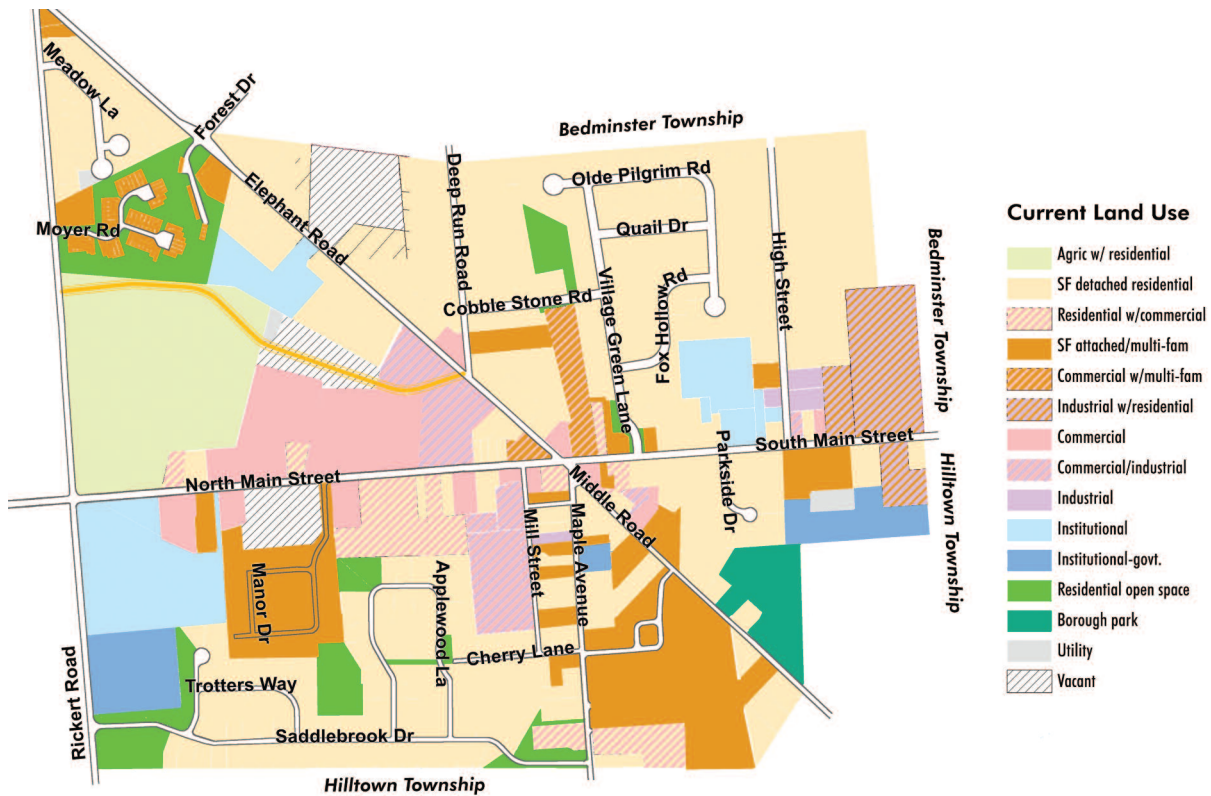 Meadow La
Forest Dr
Bedminster Township
Moyer Rd
Elephant Road
Deep Run Road
Olde Pilgrim Rd
Quail Dr
High Street
Bedminster Township
Cobble Stone Rd
Village Green Lane
Fox Hollow Rd
North Main Street
South Main Street
Parkside Dr
Hilltown Township
Middle Road
Mill Street
Maple Avenue
Manor Dr
Applewood La
Cherry Lane
Rickert Road
Trotters Way
Saddlebrook Dr
Hilltown Township
Current Land Use
Agric w/ residential
SF detached residential
Residential w/commercial
SF attached/multi-fam
Commercial w/multi-fam
Industrial w/residential
Commercial
Commercial/industrial
Industrial
Institutional
Institutional-govt.
Residential open space
Borough park
Utility
Vacant